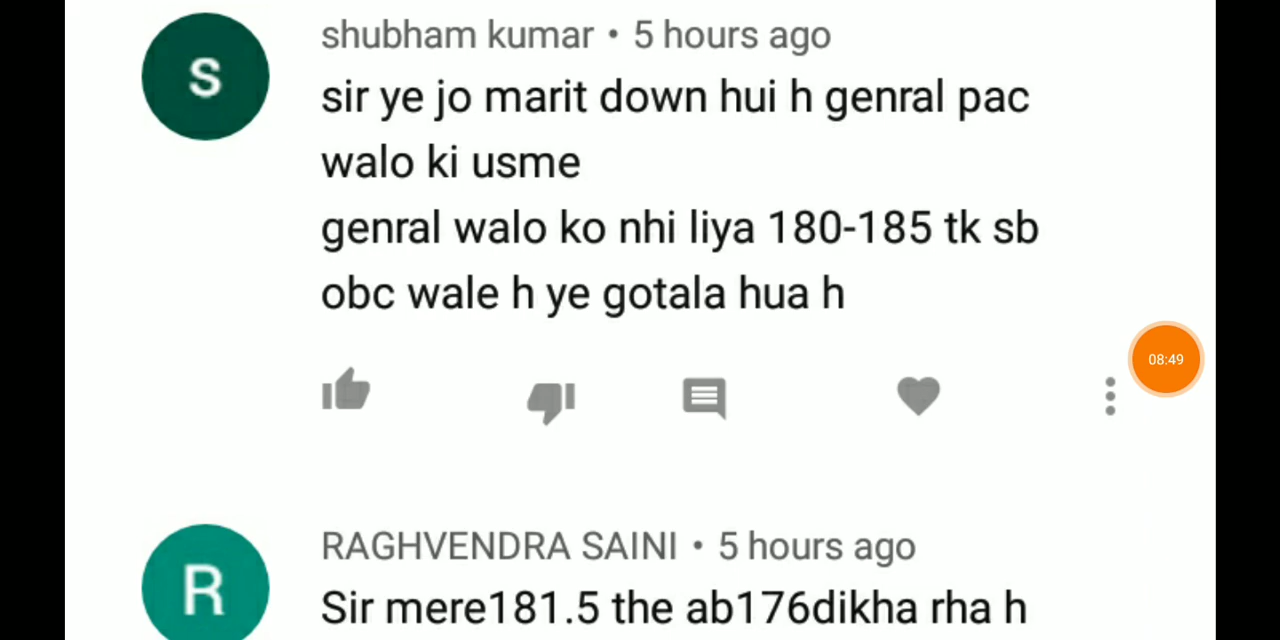 S
shubham kumar • 5 hours ago
sir ye jo marit down hui h genral pac
walo ki usme
genral walo ko nhi liya 180-185 tk sb
obc wale h ye gotala hua h
08:49
R
RAGHVENDRA SAINI • 5 hours ago
Sir mere181.5 the ab176dikha rha h